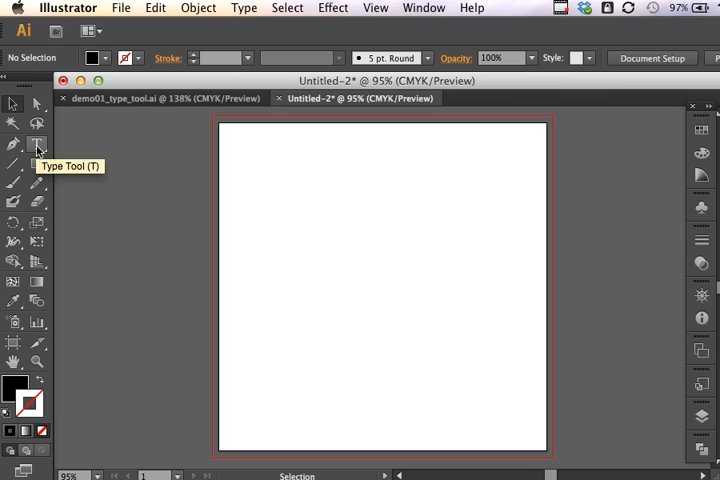 Illustrator File Edit Object Type Select Effect View Window Help 97%
Ai Br
No Selection Stroke: 5 pt. Round Opacity: 100% Style: Document Setup P
Untitled-2* @ 95% (CMYK/Preview)
× demo01_type_tool.ai @ 138% (CMYK/Preview) × Untitled-2* @ 95% (CMYK/Preview)
T
Type Tool (T)
95% 1 Selection